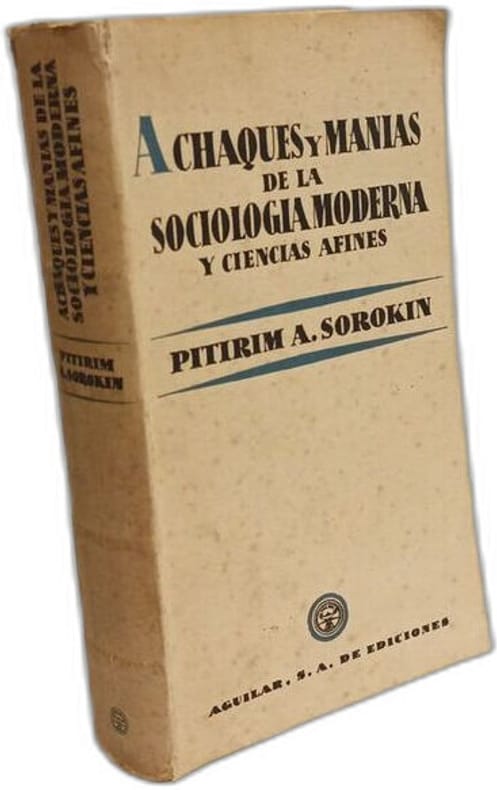 ACHAQUES Y MANIAS
DE LA
SOCIOLOGIA MODERNA
Y CIENCIAS AFINES
PITIRIM A. SOROKIN
AGUILAR, S. A. DE EDICIONES
ACHAQUES Y MANIAS DE LA
SOCIOLOGIA MODERNA
Y CIENCIAS AFINES
PITIRIM
A. SOROKIN